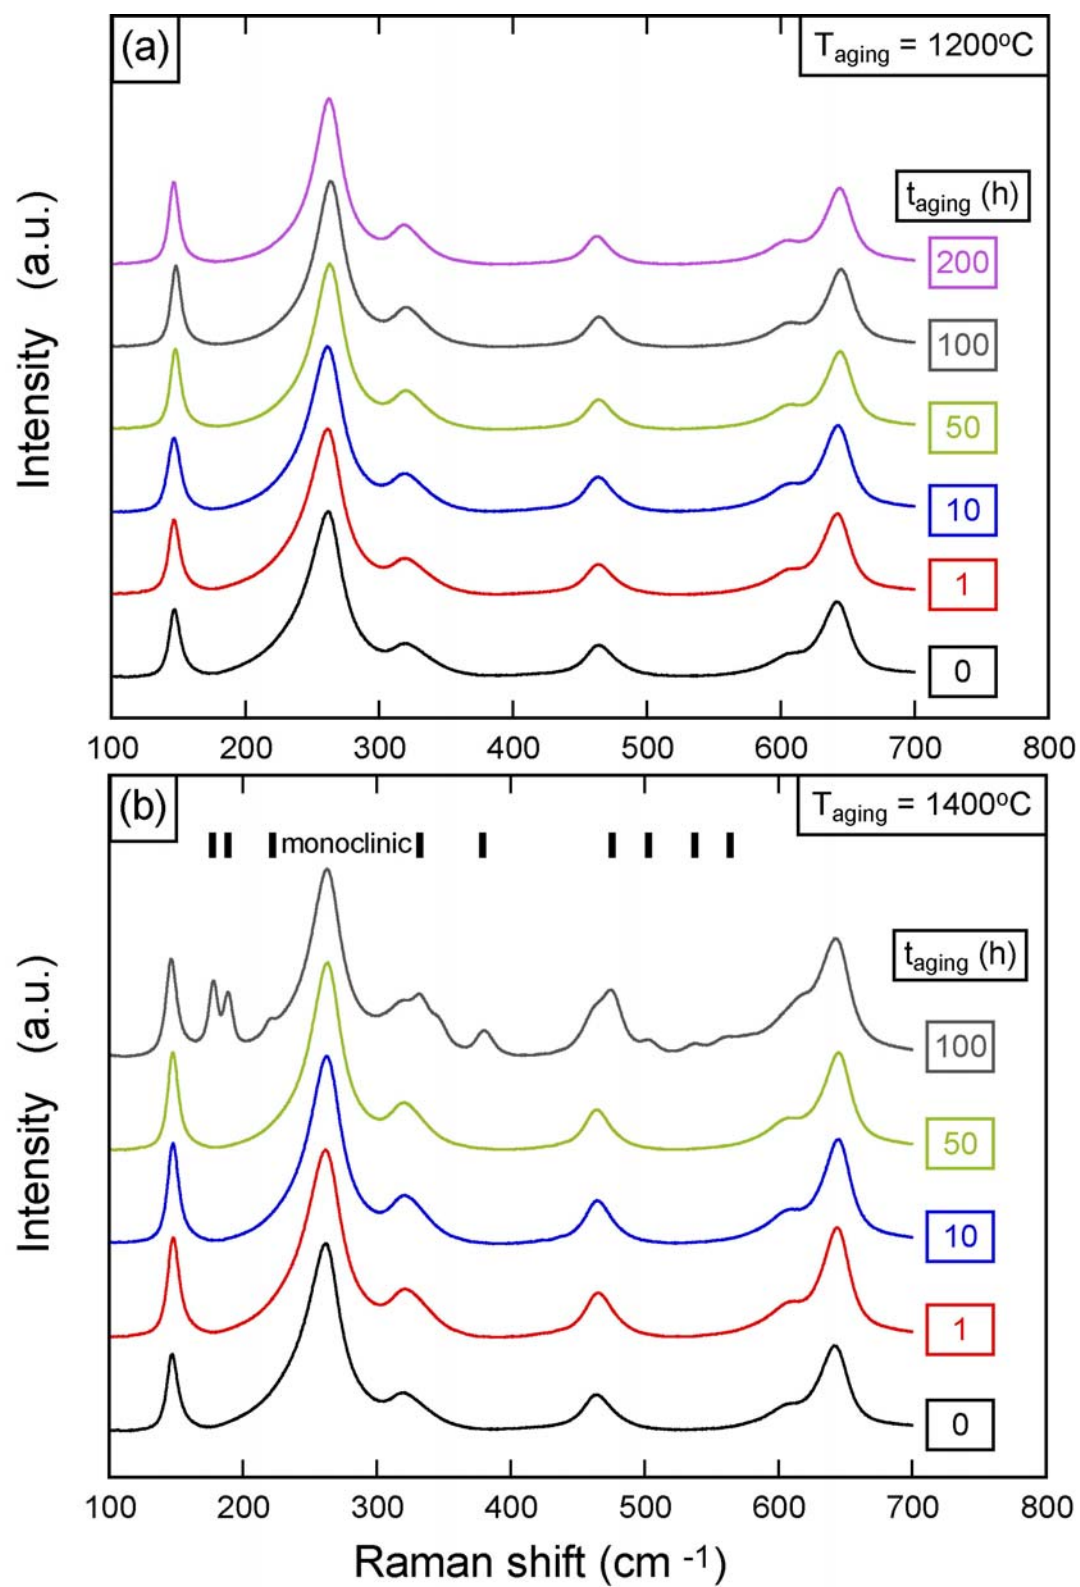 (a)
Taging = 1200oC
taging (h)
200
100
50
10
1
0
Intensity (a.u.)
100 200 300 400 500 600 700 800
(b)
Taging = 1400oC
monoclinic
taging (h)
100
50
10
1
0
Intensity (a.u.)
100 200 300 400 500 600 700 800
Raman shift (cm -1)